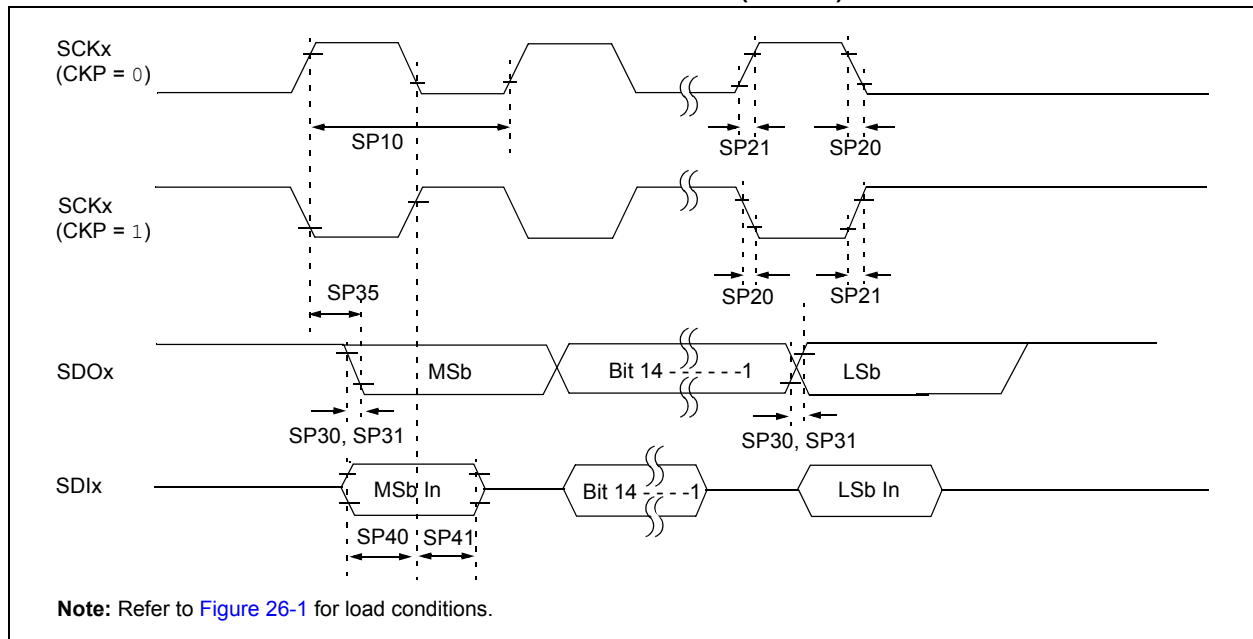 SCKx
(CKP = 0)
SP10
SP21
SP20
SCKx
(CKP = 1)
SP35
SP20
SP21
SDOx
MSb
Bit 14 - - - - - -1
LSb
SP30, SP31
SP30, SP31
SDIx
MSb In
Bit 14 - - - -1
LSb In
SP40
SP41
Note: Refer to Figure 26-1 for load conditions.